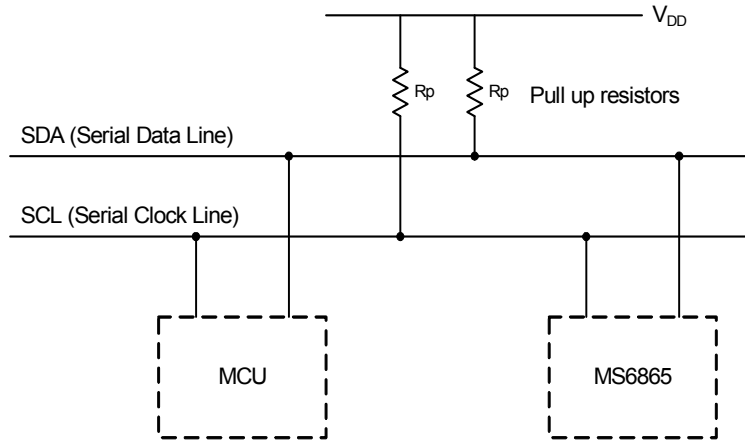 VDD
Rp
Rp
Pull up resistors
SDA (Serial Data Line)
SCL (Serial Clock Line)
MCU
MS6865